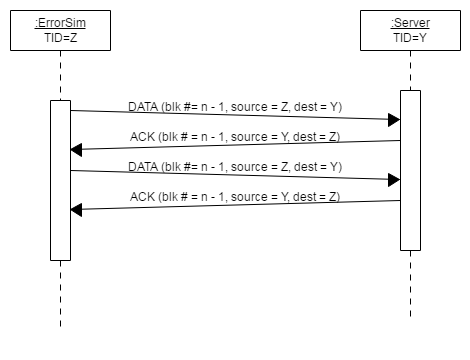 :ErrorSim
TID=Z
:Server
TID=Y
DATA (blk #= n - 1, source = Z, dest = Y)
ACK (blk # = n - 1, source = Y, dest = Z)
DATA (blk #= n - 1, source = Z, dest = Y)
ACK (blk # = n - 1, source = Y, dest = Z)